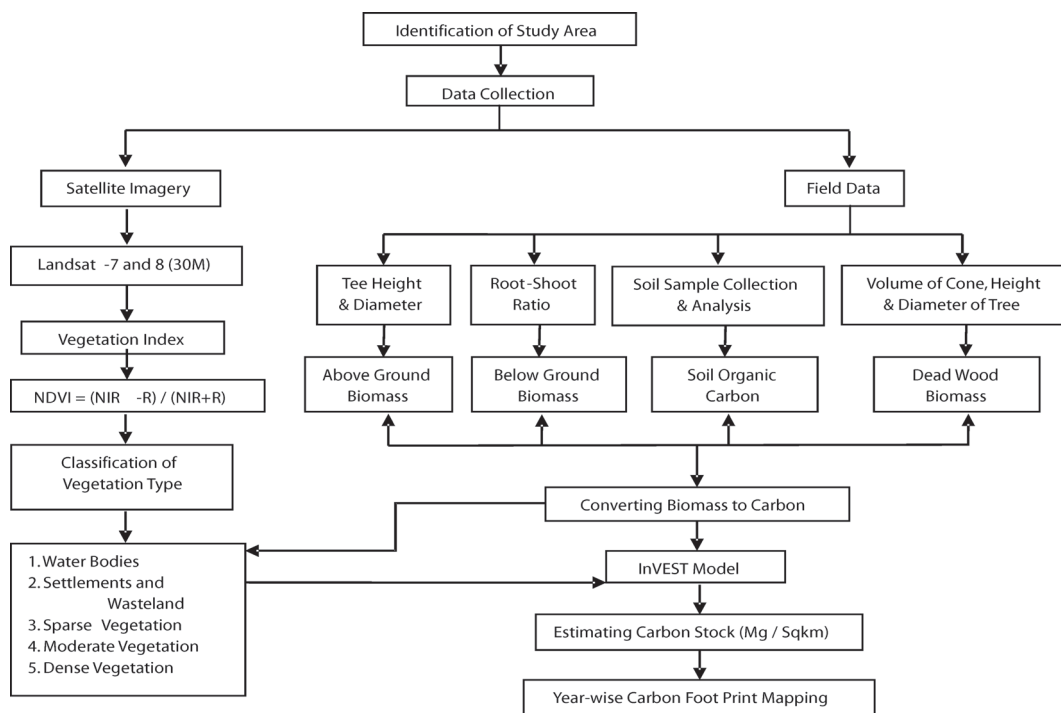 Identification of Study Area
Data Collection
Satellite Imagery
Field Data
Landsat -7 and 8 (30M)
Tee Height
& Diameter
Root-Shoot
Ratio
Soil Sample Collection
& Analysis
Volume of Cone, Height
& Diameter of Tree
Vegetation Index
Above Ground
Biomass
Below Ground
Biomass
Soil Organic
Carbon
Dead Wood
Biomass
NDVI = (NIR -R) / (NIR+R)
Classification of
Vegetation Type
Converting Biomass to Carbon
1. Water Bodies
2. Settlements and
Wasteland
3. Sparse Vegetation
4. Moderate Vegetation
5. Dense Vegetation
InVEST Model
Estimating Carbon Stock (Mg / Sqkm)
Year-wise Carbon Foot Print Mapping